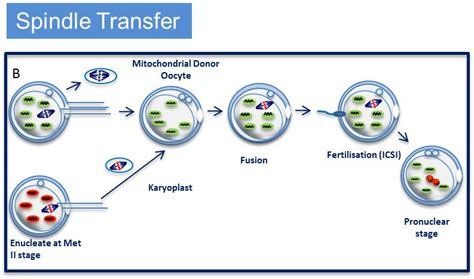 Spindle Transfer
B
Mitochondrial Donor
Oocyte
Fusion
Fertilisation (ICSI)
Karyoplast
Enucleate at Met
II stage
Pronuclear
stage